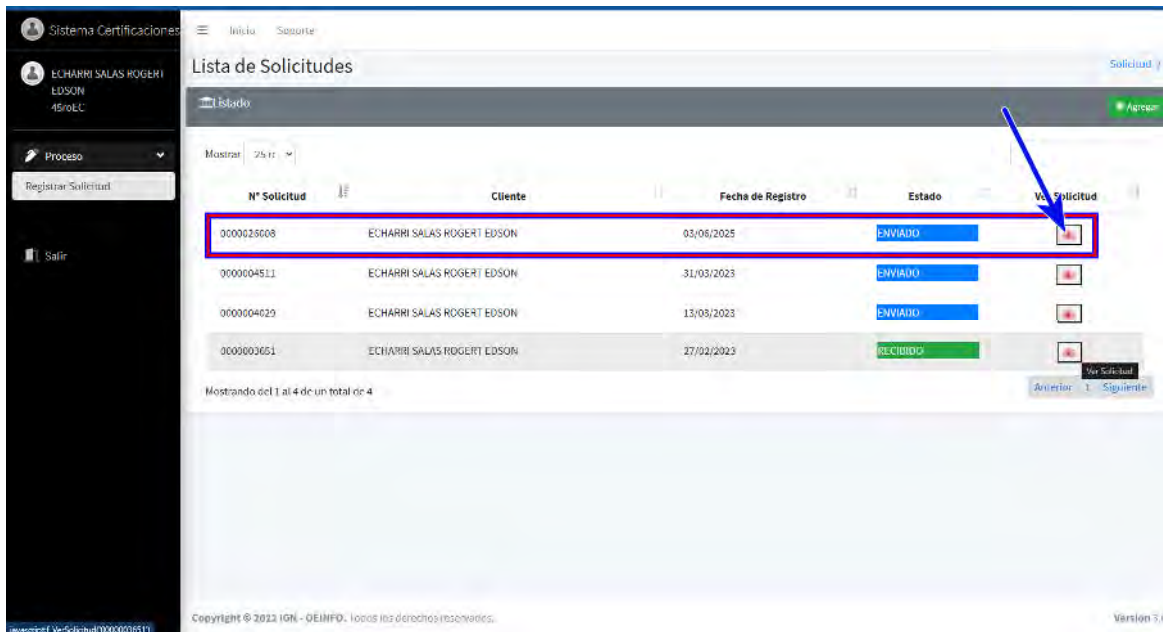 Sistema Certificaciones
Inicio Soporte
ECHARRI SALAS ROGERT
EDSON
45roEC
Lista de Solicitudes
Solicitud /
Listado
Agregar
Proceso
Registrar Solicitud
Salir
Mostrar 25
N° Solicitud Cliente Fecha de Registro Estado Ver Solicitud
0000026008 ECHARRI SALAS ROGERT EDSON 03/06/2025 ENVIADO
0000004511 ECHARRI SALAS ROGERT EDSON 31/03/2023 ENVIADO
0000004029 ECHARRI SALAS ROGERT EDSON 13/03/2023 ENVIADO
0000003651 ECHARRI SALAS ROGERT EDSON 27/02/2023 RECIBIDO
Ver Solicitud
Mostrando del 1 al 4 de un total de 4
Anterior 1 Siguiente
Copyright © 2022 IGN - OEINFO. Todos los derechos reservados.
Version